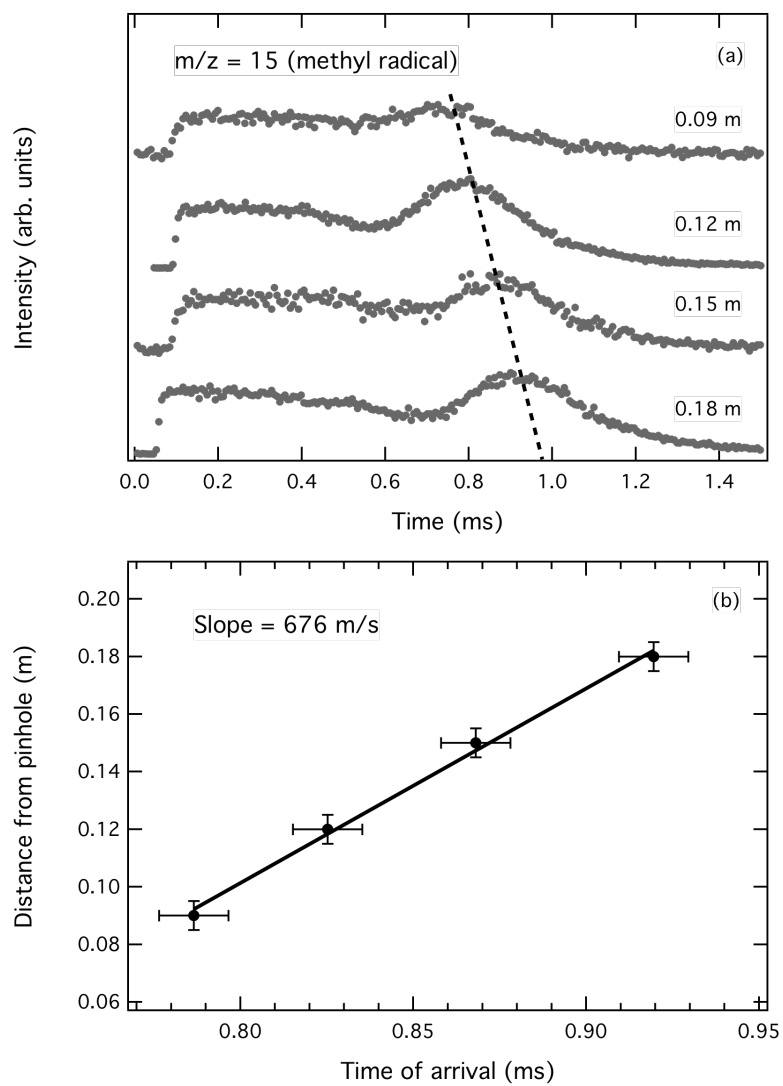 m/z = 15 (methyl radical)
(a)
0.09 m
0.12 m
0.15 m
0.18 m
Intensity (arb. units)
0.0 0.2 0.4 0.6 0.8 1.0 1.2 1.4
Time (ms)
(b)
Slope = 676 m/s
0.20
0.18
0.16
0.14
0.12
0.10
0.08
0.06
Distance from pinhole (m)
0.80 0.85 0.90 0.95
Time of arrival (ms)